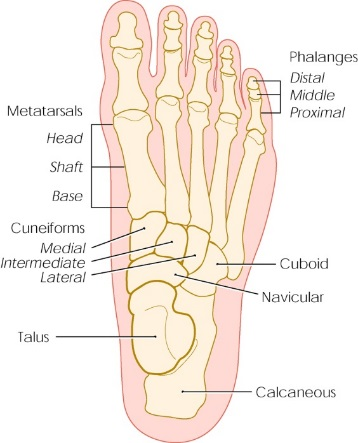 Phalanges
Distal
Middle
Proximal
Metatarsals
Head
Shaft
Base
Cuneiforms
Medial
Intermediate
Lateral
Cuboid
Navicular
Talus
Calcaneous